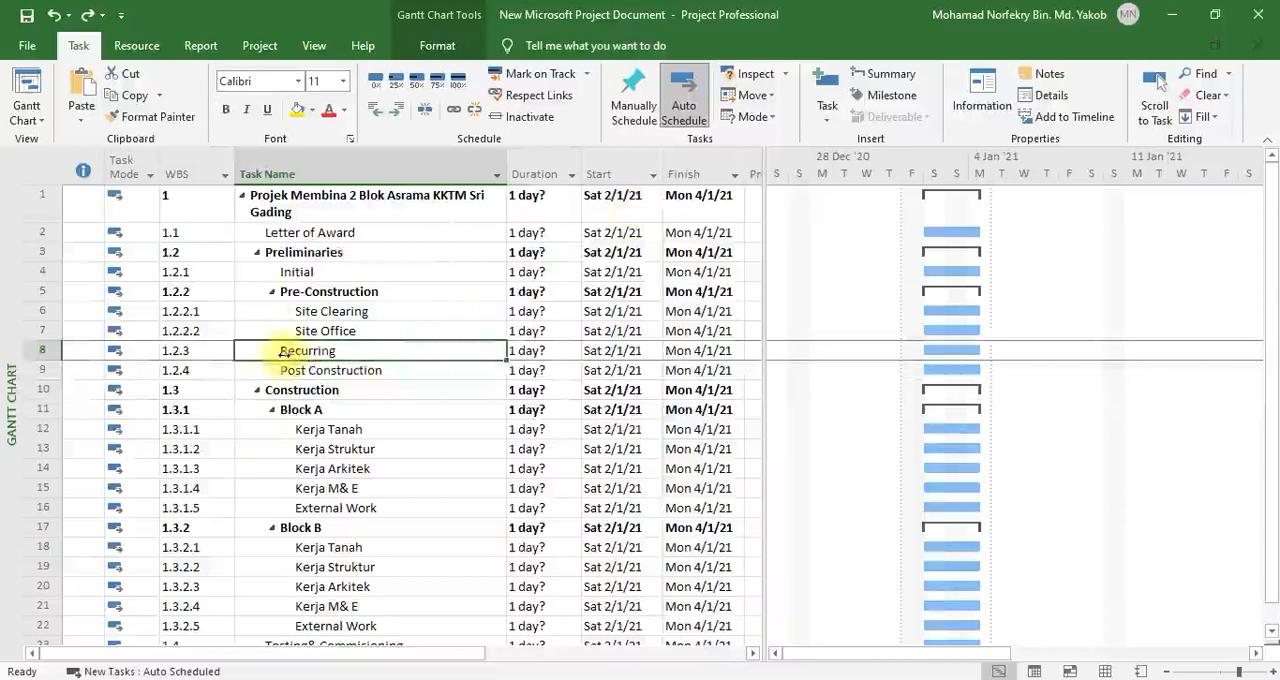 Gantt Chart Tools New Microsoft Project Document - Project Professional Mohamad Norfekry Bin. Md. Yakob MN
File Task Resource Report Project View Help Format Tell me what you want to do
Gantt Chart
View
Paste
Cut
Copy
Format Painter
Clipboard
Calibri 11
B I U A
Font
0% 25% 50% 75% 100%
Mark on Track
Respect Links
Inactivate
Schedule
Manually Schedule
Auto Schedule
Inspect
Move
Mode
Tasks
Task
Summary
Milestone
Deliverable
Insert
Information
Notes
Details
Add to Timeline
Properties
Scroll to Task
Find
Clear
Fill
Editing
Task Mode WBS Task Name Duration Start Finish Pr
28 Dec '20 4 Jan '21 11 Jan '21
S S M T W T F S S M T W T F S S M T W T F S
1 1 Projek Membina 2 Blok Asrama KKTM Sri Gading 1 day? Sat 2/1/21 Mon 4/1/21
2 1.1 Letter of Award 1 day? Sat 2/1/21 Mon 4/1/21
3 1.2 Preliminaries 1 day? Sat 2/1/21 Mon 4/1/21
4 1.2.1 Initial 1 day? Sat 2/1/21 Mon 4/1/21
5 1.2.2 Pre-Construction 1 day? Sat 2/1/21 Mon 4/1/21
6 1.2.2.1 Site Clearing 1 day? Sat 2/1/21 Mon 4/1/21
7 1.2.2.2 Site Office 1 day? Sat 2/1/21 Mon 4/1/21
8 1.2.3 Recurring 1 day? Sat 2/1/21 Mon 4/1/21
9 1.2.4 Post Construction 1 day? Sat 2/1/21 Mon 4/1/21
10 1.3 Construction 1 day? Sat 2/1/21 Mon 4/1/21
11 1.3.1 Block A 1 day? Sat 2/1/21 Mon 4/1/21
12 1.3.1.1 Kerja Tanah 1 day? Sat 2/1/21 Mon 4/1/21
13 1.3.1.2 Kerja Struktur 1 day? Sat 2/1/21 Mon 4/1/21
14 1.3.1.3 Kerja Arkitek 1 day? Sat 2/1/21 Mon 4/1/21
15 1.3.1.4 Kerja M& E 1 day? Sat 2/1/21 Mon 4/1/21
16 1.3.1.5 External Work 1 day? Sat 2/1/21 Mon 4/1/21
17 1.3.2 Block B 1 day? Sat 2/1/21 Mon 4/1/21
18 1.3.2.1 Kerja Tanah 1 day? Sat 2/1/21 Mon 4/1/21
19 1.3.2.2 Kerja Struktur 1 day? Sat 2/1/21 Mon 4/1/21
20 1.3.2.3 Kerja Arkitek 1 day? Sat 2/1/21 Mon 4/1/21
21 1.3.2.4 Kerja M& E 1 day? Sat 2/1/21 Mon 4/1/21
22 1.3.2.5 External Work 1 day? Sat 2/1/21 Mon 4/1/21
GANTT CHART
Ready New Tasks : Auto Scheduled